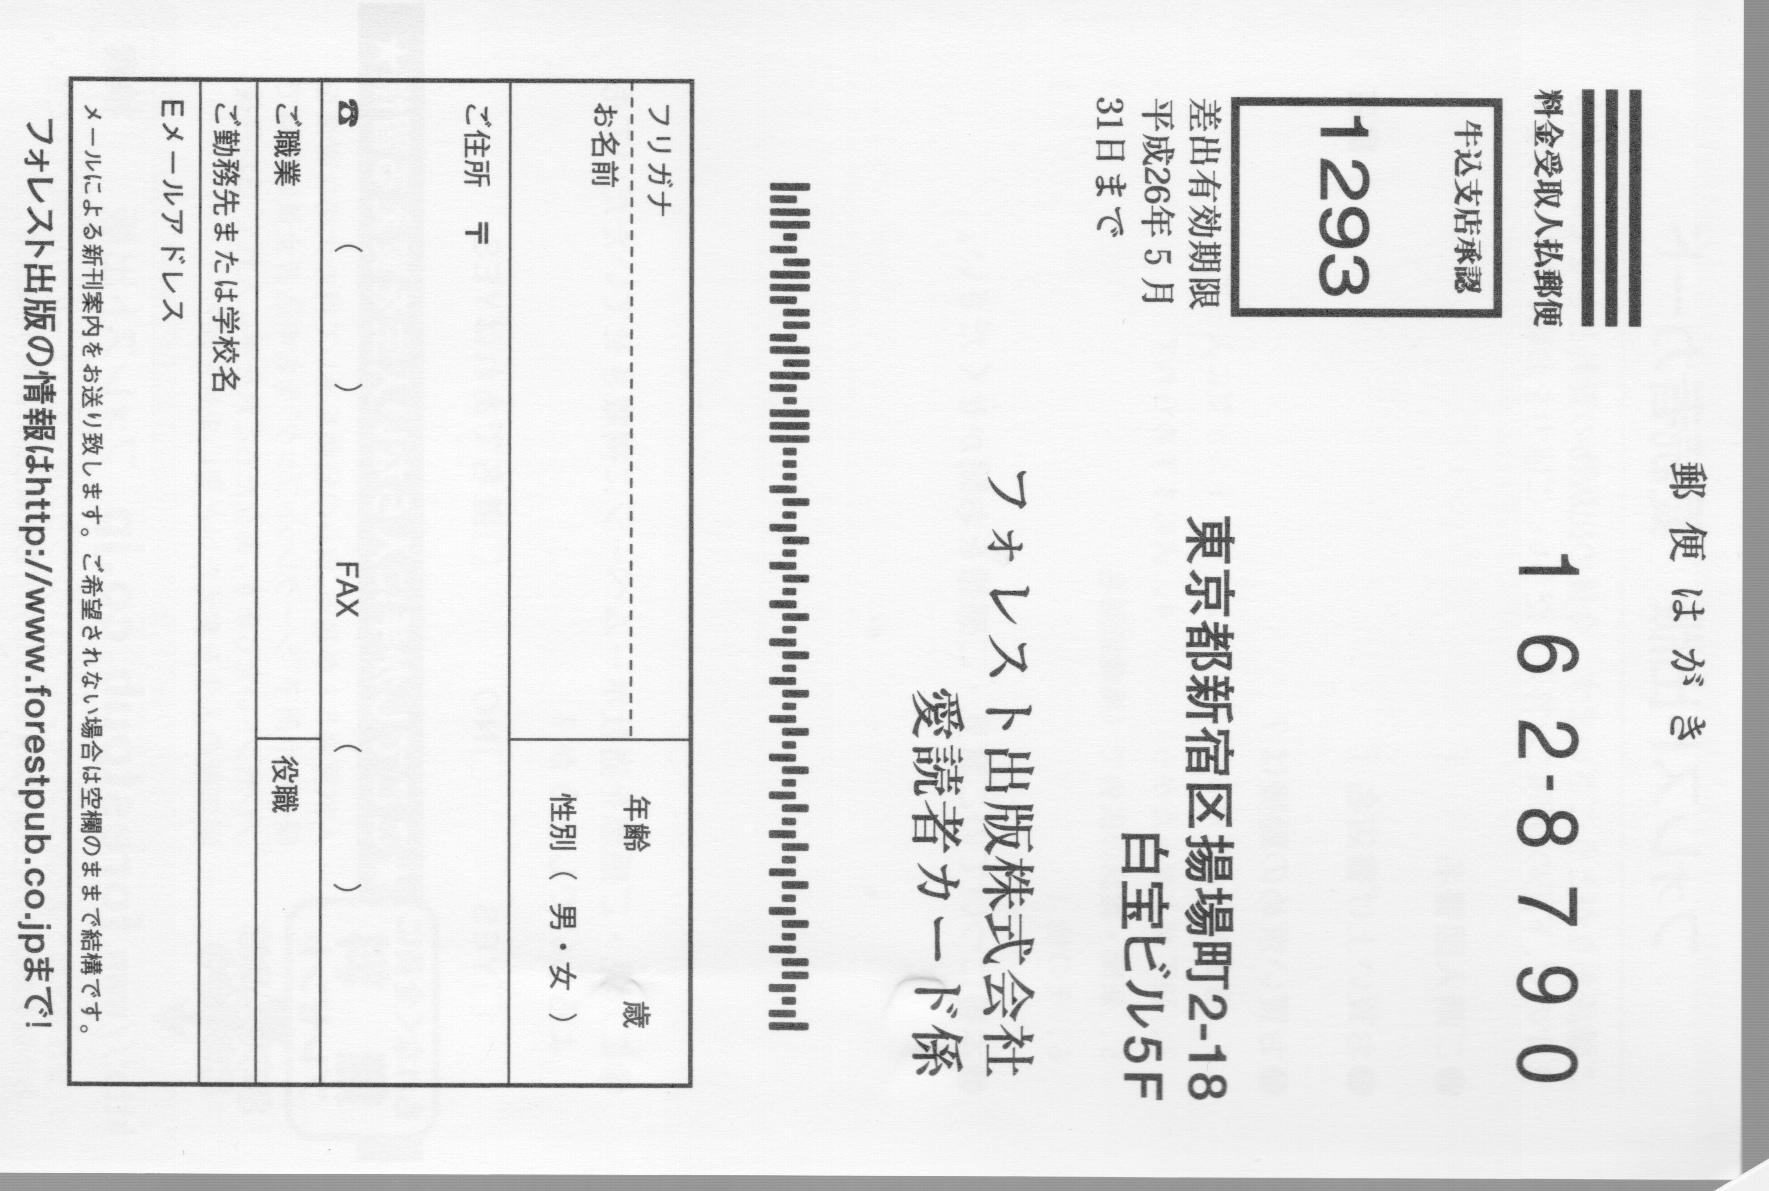 郵便はがき
料金受取人払郵便
牛込支店承認
1293
差出有効期限
平成26年5月
31日まで
162-8790
東京都新宿区揚場町2-18
白宝ビル5F
フォレスト出版株式会社
愛読者カード係
フリガナ
お名前
年齢 歳
性別（ 男・女 ）
ご住所 〒
☎ （ ） FAX （ ）
ご職業
役職
ご勤務先または学校名
Eメールアドレス
メールによる新刊案内をお送り致します。ご希望されない場合は空欄のままで結構です。
フォレスト出版の情報はhttp://www.forestpub.co.jpまで!